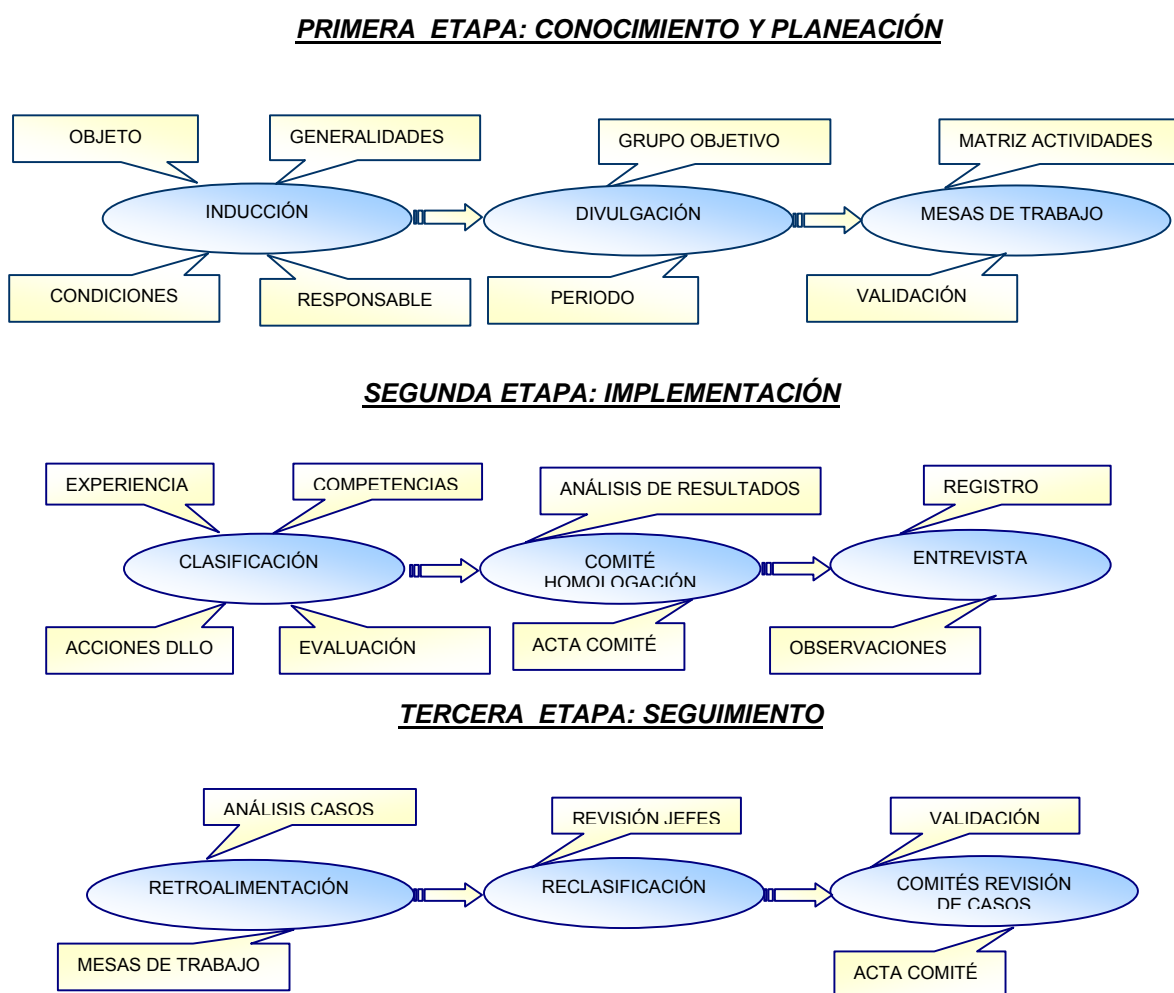 PRIMERA ETAPA: CONOCIMIENTO Y PLANEACIÓN
OBJETO
GENERALIDADES
GRUPO OBJETIVO
MATRIZ ACTIVIDADES
INDUCCIÓN
DIVULGACIÓN
MESAS DE TRABAJO
CONDICIONES
RESPONSABLE
PERIODO
VALIDACIÓN
SEGUNDA ETAPA: IMPLEMENTACIÓN
EXPERIENCIA
COMPETENCIAS
ANÁLISIS DE RESULTADOS
REGISTRO
CLASIFICACIÓN
COMITÉ
HOMOLOGACIÓN
ENTREVISTA
ACCIONES DLLO
EVALUACIÓN
ACTA COMITÉ
OBSERVACIONES
TERCERA ETAPA: SEGUIMIENTO
ANÁLISIS CASOS
REVISIÓN JEFES
VALIDACIÓN
RETROALIMENTACIÓN
RECLASIFICACIÓN
COMITÉS REVISIÓN
DE CASOS
MESAS DE TRABAJO
ACTA COMITÉ